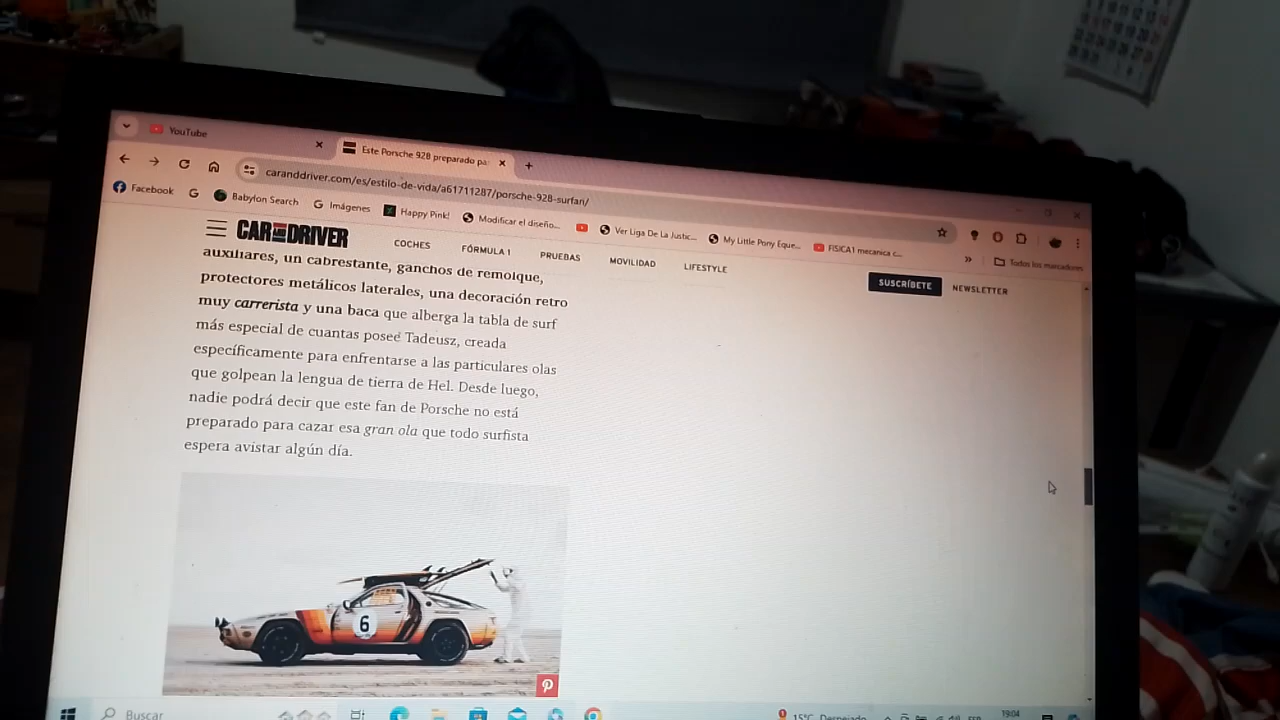 YouTube
Este Porsche 928 preparado pa
caranddriver.com/es/estilo-de-vida/a61711287/porsche-928-surfari/
Facebook
Babylon Search
Imágenes
Happy Pink!
Modificar el diseño...
Ver Liga De La Justic...
My Little Pony Eque...
FISICA1 mecanica c...
»
Todos los marcadores
CAR AND DRIVER
COCHES
FÓRMULA 1
PRUEBAS
MOVILIDAD
LIFESTYLE
SUSCRÍBETE
NEWSLETTER
auxiliares, un cabrestante, ganchos de remolque,
protectores metálicos laterales, una decoración retro
muy carrerista y una baca que alberga la tabla de surf
más especial de cuantas posee Tadeusz, creada
específicamente para enfrentarse a las particulares olas
que golpean la lengua de tierra de Hel. Desde luego,
nadie podrá decir que este fan de Porsche no está
preparado para cazar esa gran ola que todo surfista
espera avistar algún día.
6
Buscar
15°C Despejado
19:04